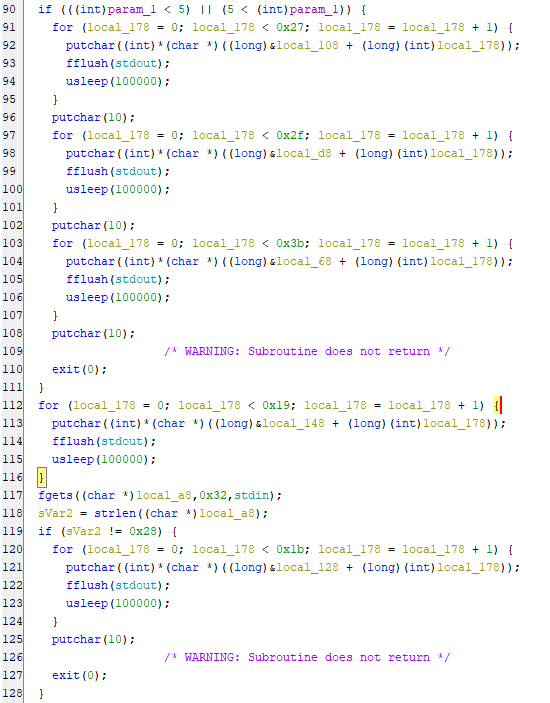 90 if (((int)param_1 < 5) || (5 < (int)param_1)) {
91 for (local_178 = 0; local_178 < 0x27; local_178 = local_178 + 1) {
92 putchar((int)*(char *)((long)&local_108 + (long)(int)local_178));
93 fflush(stdout);
94 usleep(100000);
95 }
96 putchar(10);
97 for (local_178 = 0; local_178 < 0x2f; local_178 = local_178 + 1) {
98 putchar((int)*(char *)((long)&local_d8 + (long)(int)local_178));
99 fflush(stdout);
100 usleep(100000);
101 }
102 putchar(10);
103 for (local_178 = 0; local_178 < 0x3b; local_178 = local_178 + 1) {
104 putchar((int)*(char *)((long)&local_68 + (long)(int)local_178));
105 fflush(stdout);
106 usleep(100000);
107 }
108 putchar(10);
109 /* WARNING: Subroutine does not return */
110 exit(0);
111 }
112 for (local_178 = 0; local_178 < 0x19; local_178 = local_178 + 1) {
113 putchar((int)*(char *)((long)&local_148 + (long)(int)local_178));
114 fflush(stdout);
115 usleep(100000);
116 }
117 fgets((char *)local_a8,0x32,stdin);
118 sVar2 = strlen((char *)local_a8);
119 if (sVar2 != 0x28) {
120 for (local_178 = 0; local_178 < 0x1b; local_178 = local_178 + 1) {
121 putchar((int)*(char *)((long)&local_128 + (long)(int)local_178));
122 fflush(stdout);
123 usleep(100000);
124 }
125 putchar(10);
126 /* WARNING: Subroutine does not return */
127 exit(0);
128 }